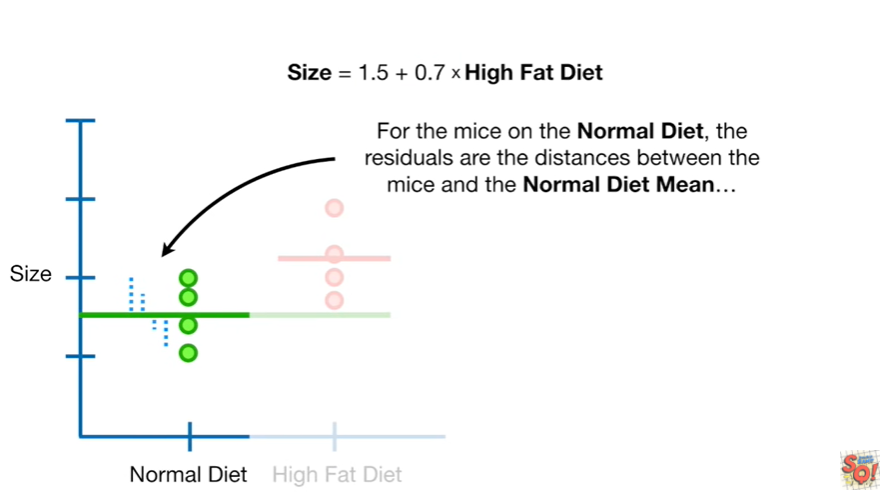 Size = 1.5 + 0.7 × High Fat Diet
For the mice on the Normal Diet, the
residuals are the distances between the
mice and the Normal Diet Mean…
Size
Normal Diet High Fat Diet
SQ!